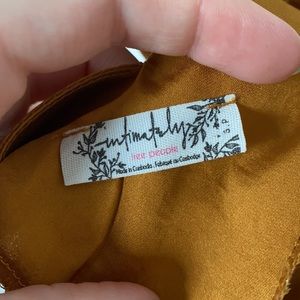 intimately
free people
Made in Cambodia . Fabriqué au Cambodge
S P